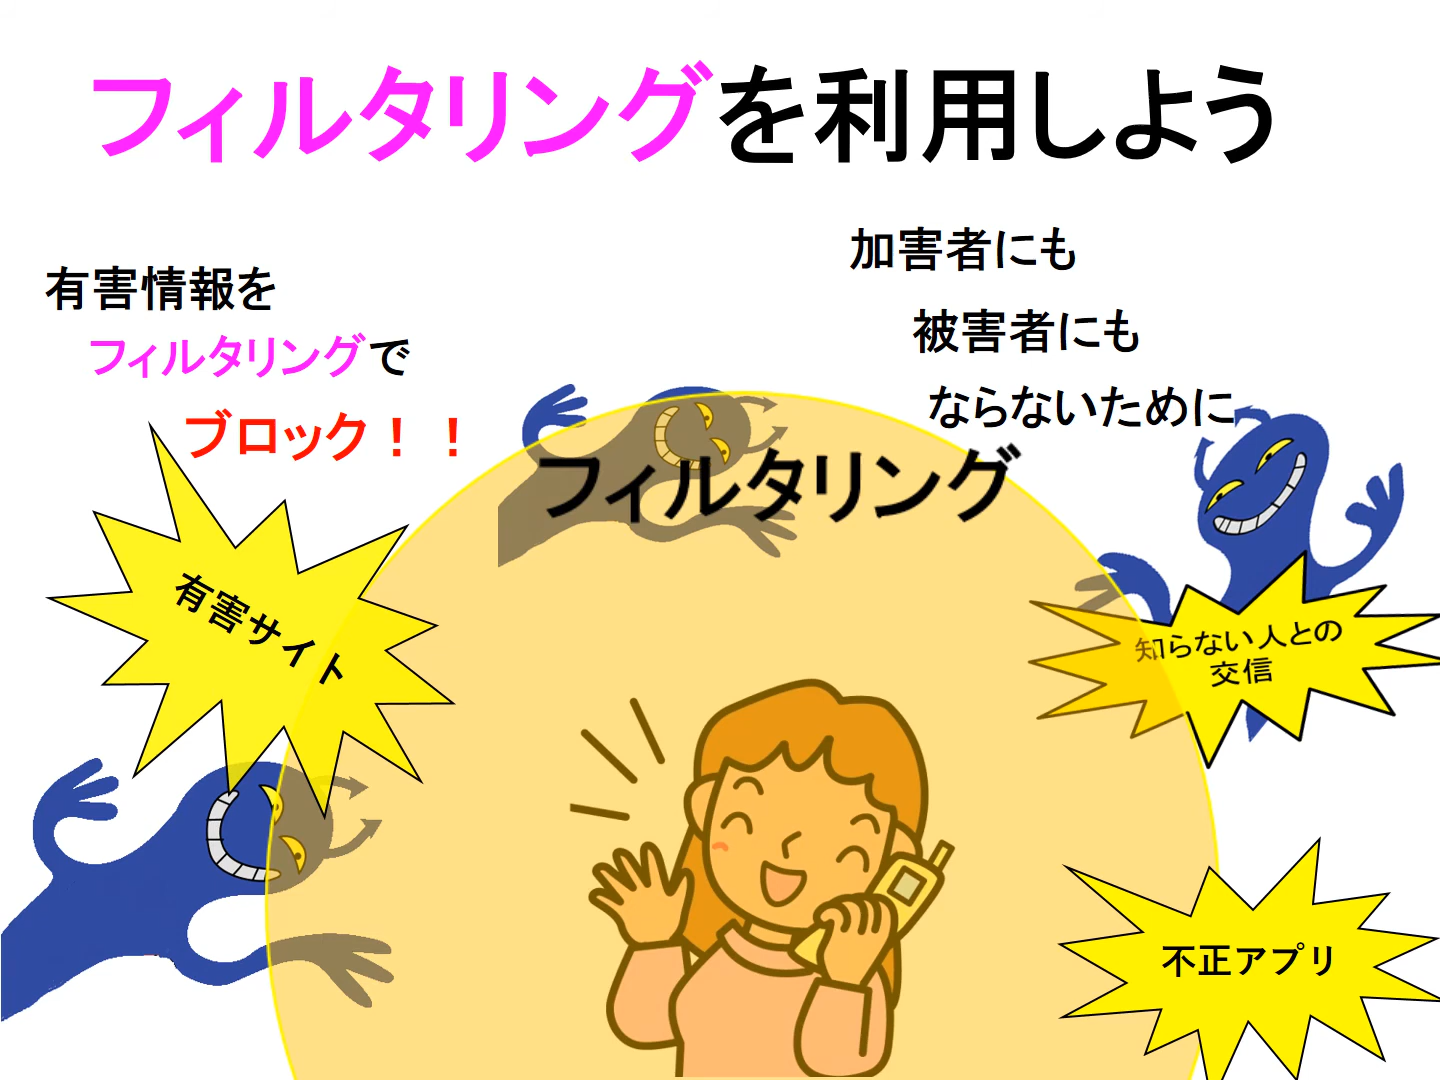 フィルタリングを利用しよう
有害情報を
フィルタリングで
ブロック！！
加害者にも
被害者にも
ならないために
フィルタリング
有害サイト
知らない人との
交信
不正アプリ